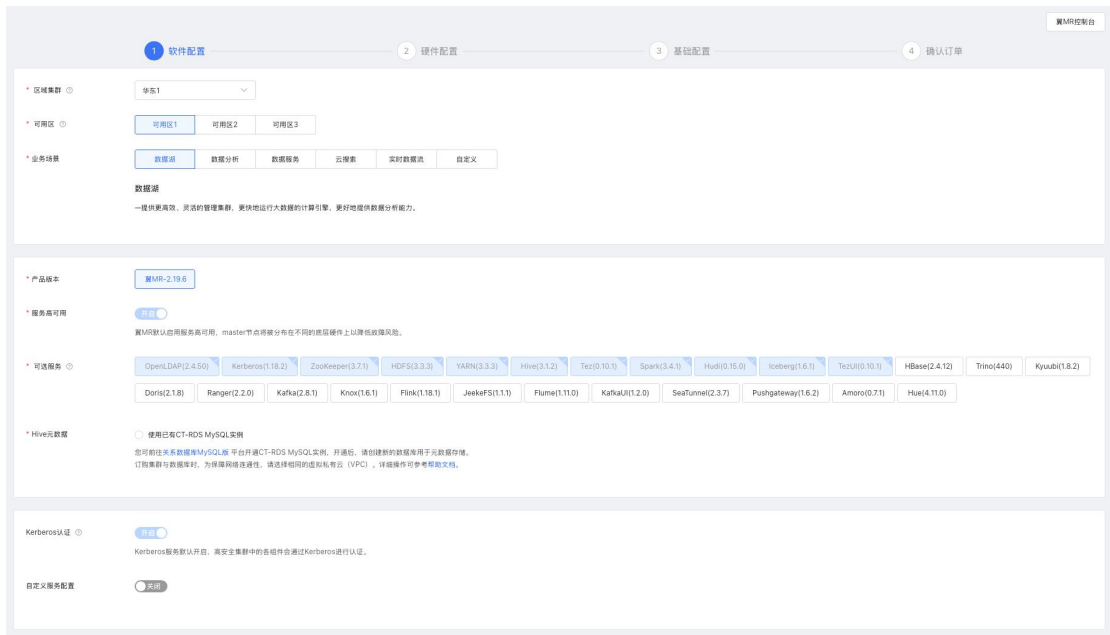 翼MR控制台
1 软件配置 2 硬件配置 3 基础配置 4 确认订单
* 区域集群 华东1
* 可用区 可用区1 可用区2 可用区3
* 业务场景 数据湖 数据分析 数据服务 云搜索 实时数据流 自定义
数据湖
—提供更高效、灵活的管理集群，更快地运行大数据的计算引擎，更好地提供数据分析能力。
* 产品版本 翼MR-2.19.6
* 服务高可用 开启
翼MR默认启用服务高可用，master节点将被分布在不同的底层硬件上以降低故障风险。
* 可选服务 OpenLDAP(2.4.50) Kerberos(1.18.2) ZooKeeper(3.7.1) HDFS(3.3.3) YARN(3.3.3) Hive(3.1.2) Tez(0.10.1) Spark(3.4.1) Hudi(0.15.0) Iceberg(1.6.1) TezUI(0.10.1) HBase(2.4.12) Trino(440) Kyuubi(1.8.2)
Doris(2.1.8) Ranger(2.2.0) Kafka(2.8.1) Knox(1.6.1) Flink(1.18.1) JeekeFS(1.1.1) Flume(1.11.0) KafkaUI(1.2.0) SeaTunnel(2.3.7) Pushgateway(1.6.2) Amoro(0.7.1) Hue(4.11.0)
* Hive元数据 使用已有CT-RDS MySQL实例
您可前往关系数据库MySQL版 平台开通CT-RDS MySQL实例，开通后，请创建新的数据库用于元数据存储。
订购集群与数据库时，为保障网络连通性，请选择相同的虚拟私有云（VPC）。详细操作可参考帮助文档。
Kerberos认证 开启
Kerberos服务默认开启，高安全集群中的各组件会通过Kerberos进行认证。
自定义服务配置 关闭